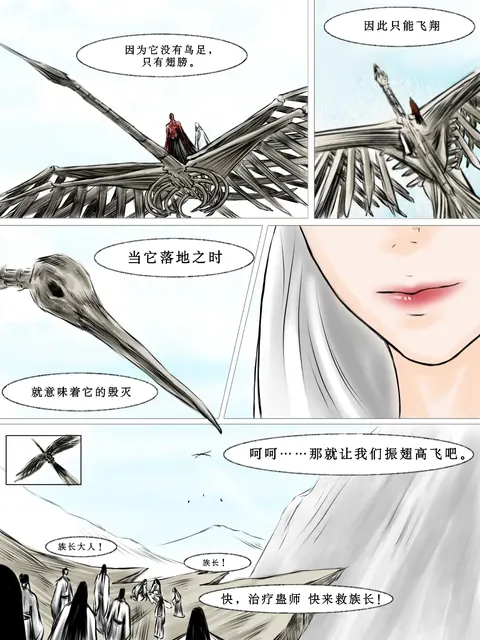 因为它没有鸟足，
只有翅膀。
因此只能飞翔
当它落地之时
就意味着它的毁灭
呵呵……那就让我们振翅高飞吧。
族长大人！
族长！
快，治疗蛊师 快来救族长！